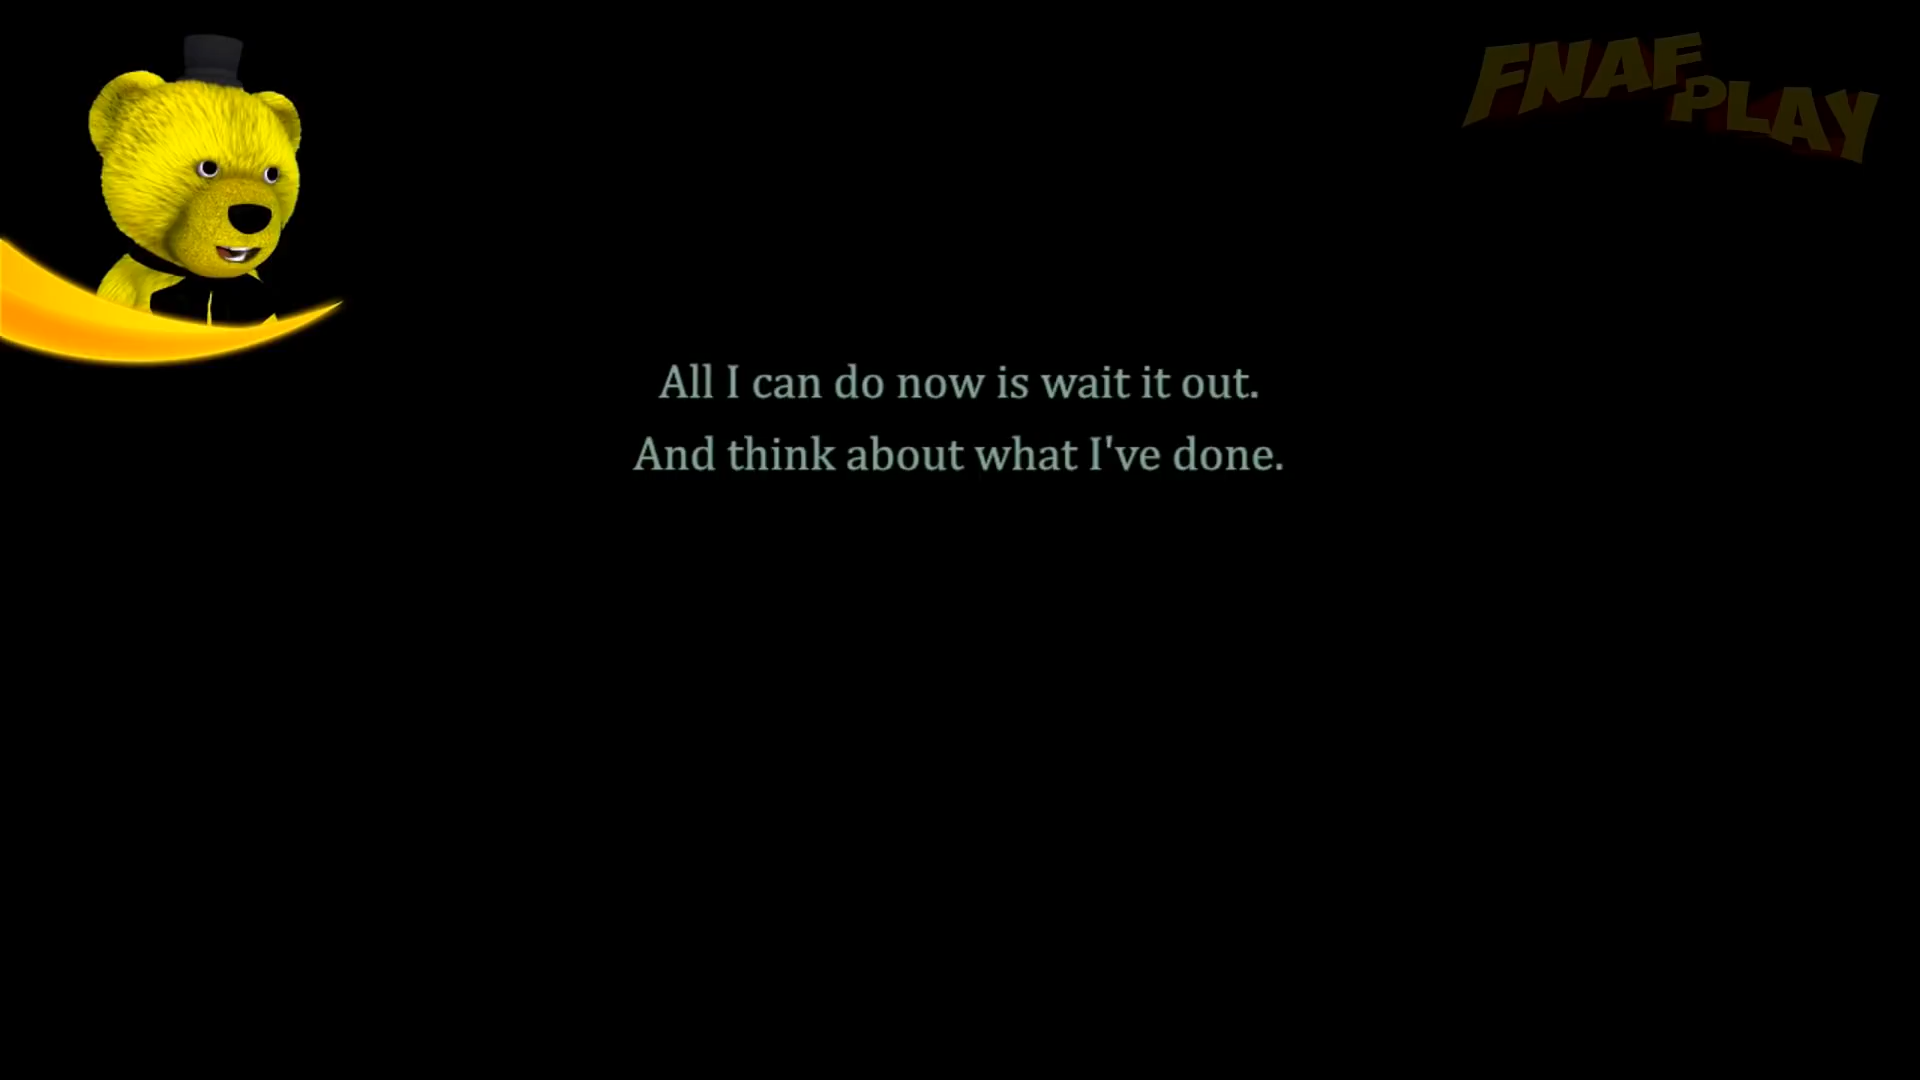 FNAF
PLAY
All I can do now is wait it out.
And think about what I've done.